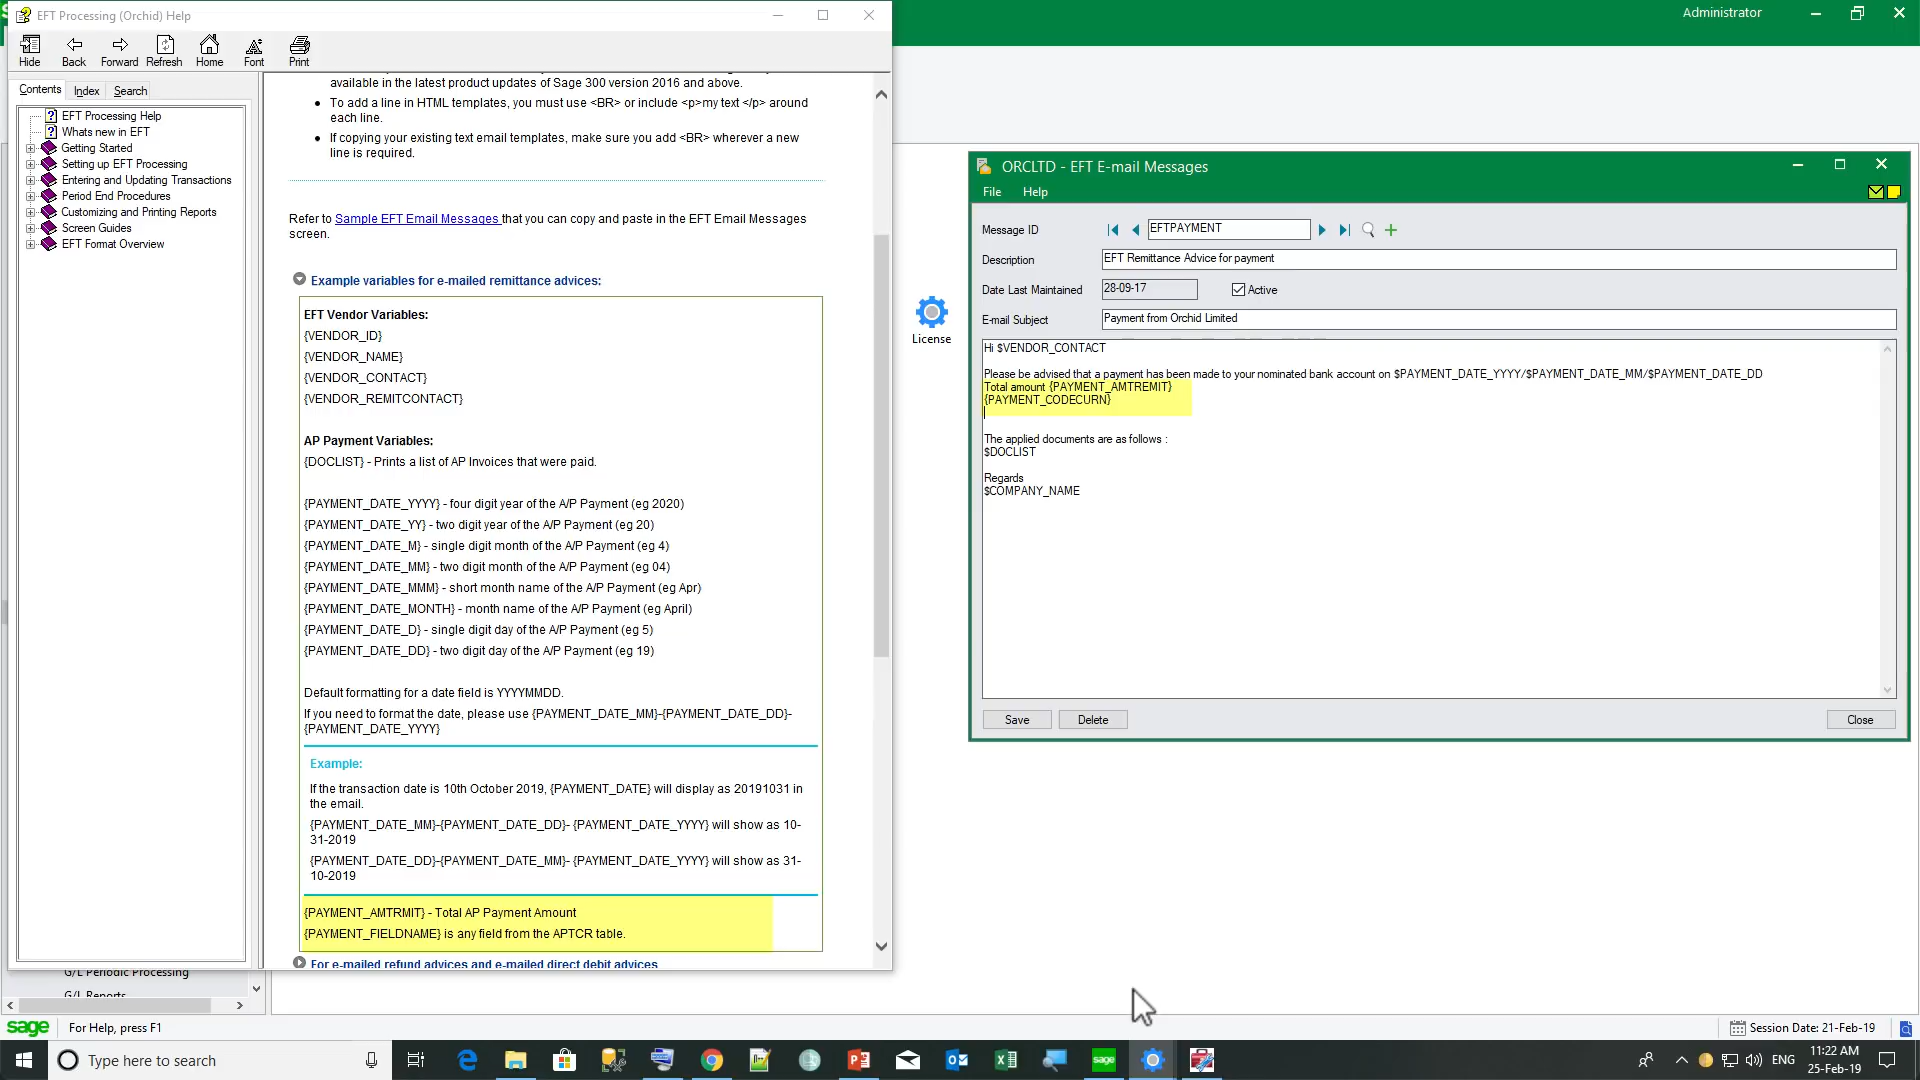 EFT Processing (Orchid) Help
Hide Back Forward Refresh Home Font Print
Contents Index Search
EFT Processing Help
Whats new in EFT
Getting Started
Setting up EFT Processing
Entering and Updating Transactions
Period End Procedures
Customizing and Printing Reports
Screen Guides
EFT Format Overview
available in the latest product updates of Sage 300 version 2016 and above.
To add a line in HTML templates, you must use <BR> or include <p>my text </p> around
each line.
If copying your existing text email templates, make sure you add <BR> wherever a new
line is required.
Refer to Sample EFT Email Messages that you can copy and paste in the EFT Email Messages
screen.
Example variables for e-mailed remittance advices:
EFT Vendor Variables:
{VENDOR_ID}
{VENDOR_NAME}
{VENDOR_CONTACT}
{VENDOR_REMITCONTACT}
AP Payment Variables:
{DOCLIST} - Prints a list of AP Invoices that were paid.
{PAYMENT_DATE_YYYY} - four digit year of the A/P Payment (eg 2020)
{PAYMENT_DATE_YY} - two digit year of the A/P Payment (eg 20)
{PAYMENT_DATE_M} - single digit month of the A/P Payment (eg 4)
{PAYMENT_DATE_MM} - two digit month of the A/P Payment (eg 04)
{PAYMENT_DATE_MMM} - short month name of the A/P Payment (eg Apr)
{PAYMENT_DATE_MONTH} - month name of the A/P Payment (eg April)
{PAYMENT_DATE_D} - single digit day of the A/P Payment (eg 5)
{PAYMENT_DATE_DD} - two digit day of the A/P Payment (eg 19)
Default formatting for a date field is YYYYMMDD.
If you need to format the date, please use {PAYMENT_DATE_MM}-{PAYMENT_DATE_DD}-
{PAYMENT_DATE_YYYY}
Example:
If the transaction date is 10th October 2019, {PAYMENT_DATE} will display as 20191031 in
the email.
{PAYMENT_DATE_MM}-{PAYMENT_DATE_DD}- {PAYMENT_DATE_YYYY} will show as 10-
31-2019
{PAYMENT_DATE_DD}-{PAYMENT_DATE_MM}- {PAYMENT_DATE_YYYY} will show as 31-
10-2019
{PAYMENT_AMTRMIT} - Total AP Payment Amount
{PAYMENT_FIELDNAME} is any field from the APTCR table.
For e-mailed refund advices and e-mailed direct debit advices
G/L Periodic Processing
G/L Reports
Administrator
License
ORCLTD - EFT E-mail Messages
File Help
Message ID EFTPAYMENT
Description EFT Remittance Advice for payment
Date Last Maintained 28-09-17 Active
E-mail Subject Payment from Orchid Limited
Hi $VENDOR_CONTACT
Please be advised that a payment has been made to your nominated bank account on $PAYMENT_DATE_YYYY/$PAYMENT_DATE_MM/$PAYMENT_DATE_DD
Total amount {PAYMENT_AMTREMIT}
{PAYMENT_CODECURN}
The applied documents are as follows :
$DOCLIST
Regards
$COMPANY_NAME
Save Delete Close
sage For Help, press F1
Session Date: 21-Feb-19
Type here to search
sage
ENG
11:22 AM
25-Feb-19